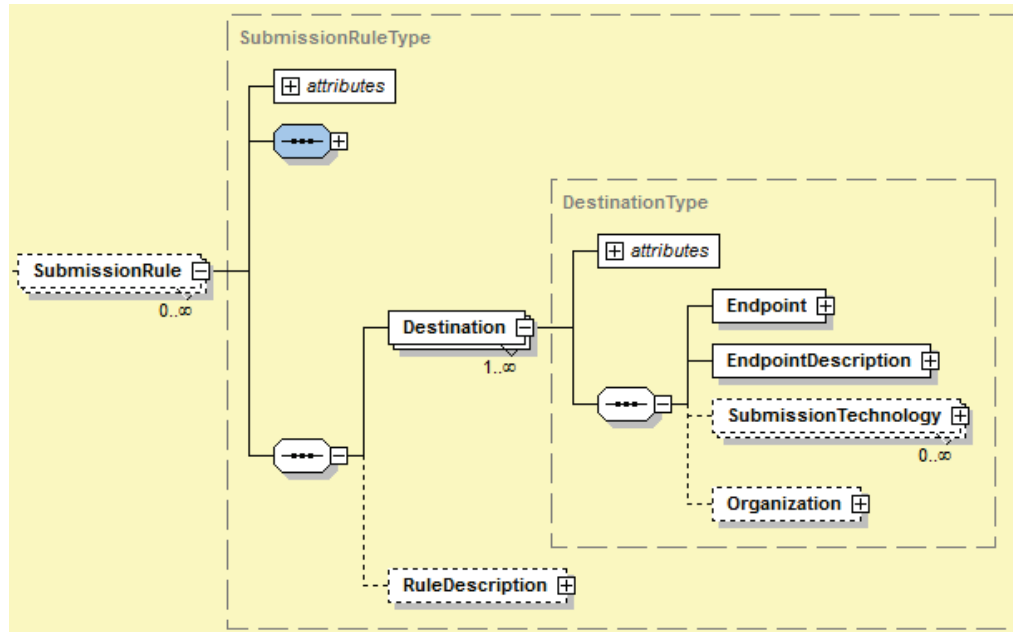 SubmissionRuleType
attributes
SubmissionRule
0..∞
DestinationType
attributes
Destination
1..∞
Endpoint
EndpointDescription
SubmissionTechnology
0..∞
Organization
RuleDescription